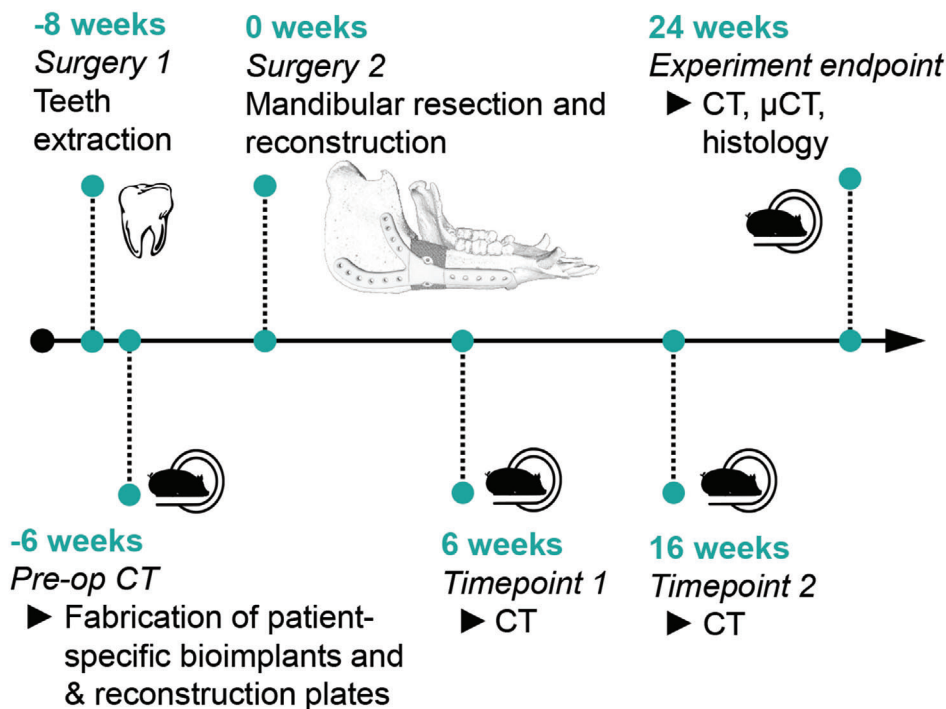 -8 weeks
Surgery 1
Teeth
extraction
0 weeks
Surgery 2
Mandibular resection and
reconstruction
24 weeks
Experiment endpoint
► CT, µCT,
histology
-6 weeks
Pre-op CT
► Fabrication of patient-
specific bioimplants and
& reconstruction plates
6 weeks
Timepoint 1
► CT
16 weeks
Timepoint 2
► CT